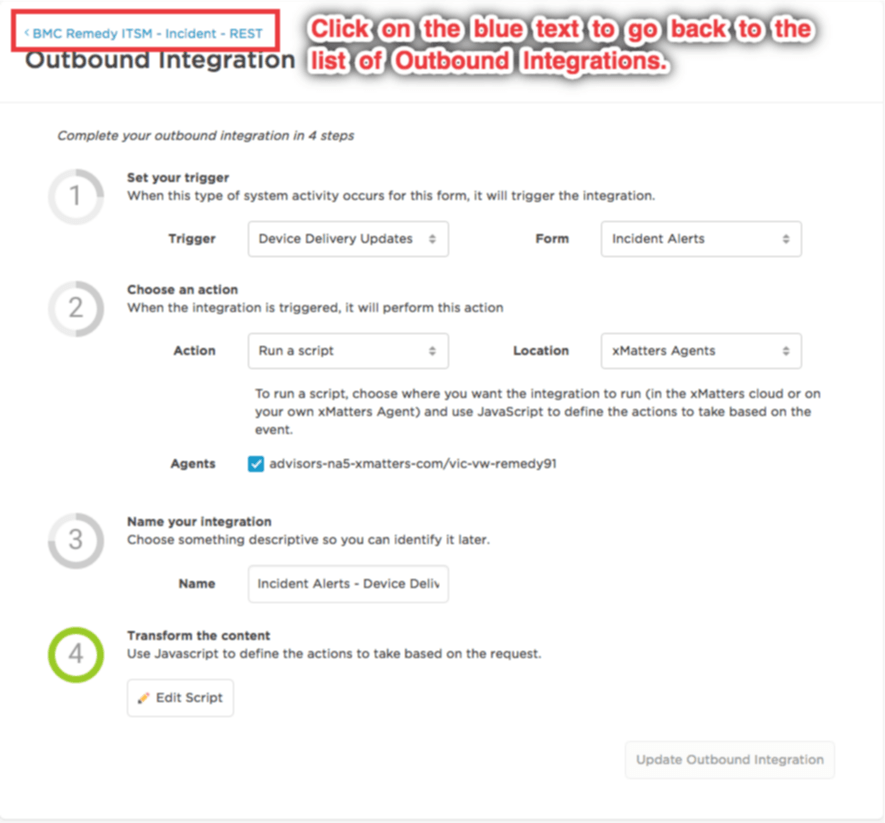 ‹ BMC Remedy ITSM - Incident - REST
Click on the blue text to go back to the
Outbound Integration
list of Outbound Integrations.
Complete your outbound integration in 4 steps
1
Set your trigger
When this type of system activity occurs for this form, it will trigger the integration.
Trigger Device Delivery Updates Form Incident Alerts
2
Choose an action
When the integration is triggered, it will perform this action
Action Run a script Location xMatters Agents
To run a script, choose where you want the integration to run (in the xMatters cloud or on
your own xMatters Agent) and use JavaScript to define the actions to take based on the
event.
Agents advisors-na5-xmatters-com/vic-vw-remedy91
3
Name your integration
Choose something descriptive so you can identify it later.
Name Incident Alerts - Device Deliv
4
Transform the content
Use Javascript to define the actions to take based on the request.
Edit Script
Update Outbound Integration